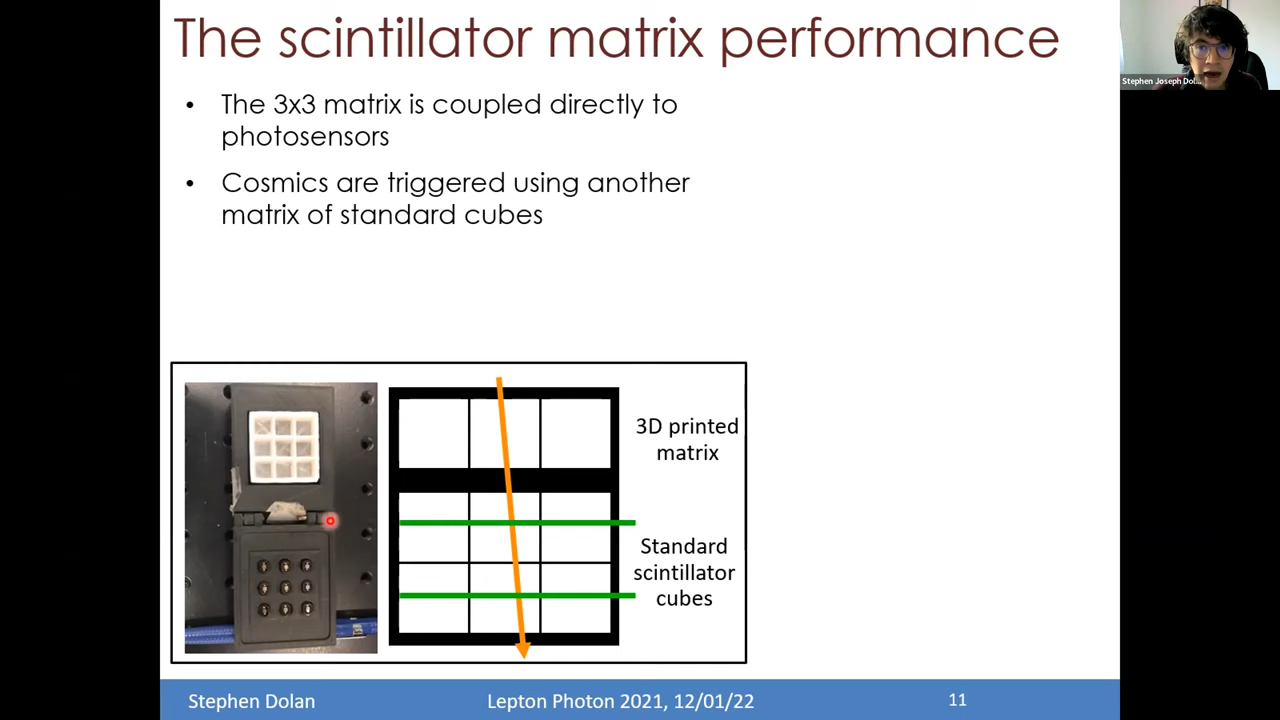 The scintillator matrix performance
Stephen Joseph Dol...
• The 3x3 matrix is coupled directly to
photosensors
• Cosmics are triggered using another
matrix of standard cubes
3D printed
matrix
Standard
scintillator
cubes
Stephen Dolan
Lepton Photon 2021, 12/01/22
11